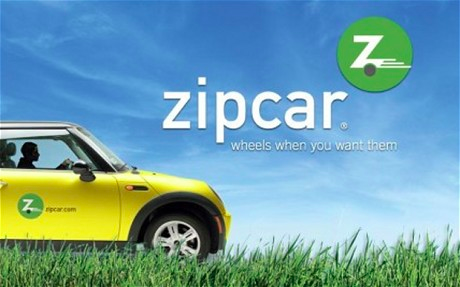 Z
zipcar®
wheels when you want them
Z zipcar.com